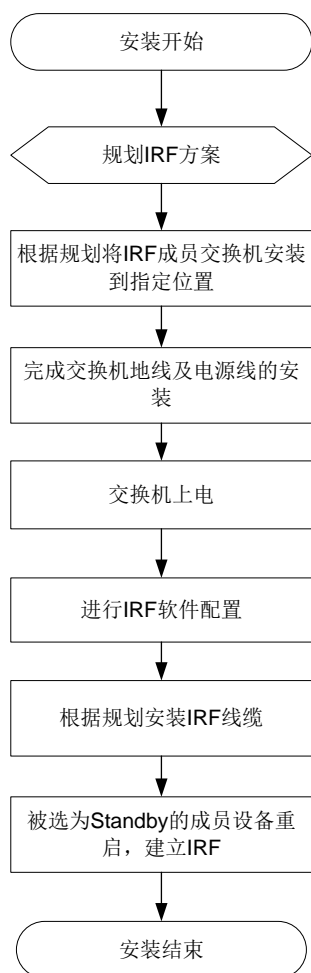 安装开始
规划IRF方案
根据规划将IRF成员交换机安装
到指定位置
完成交换机地线及电源线的安
装
交换机上电
进行IRF软件配置
根据规划安装IRF线缆
被选为Standby的成员设备重
启，建立IRF
安装结束